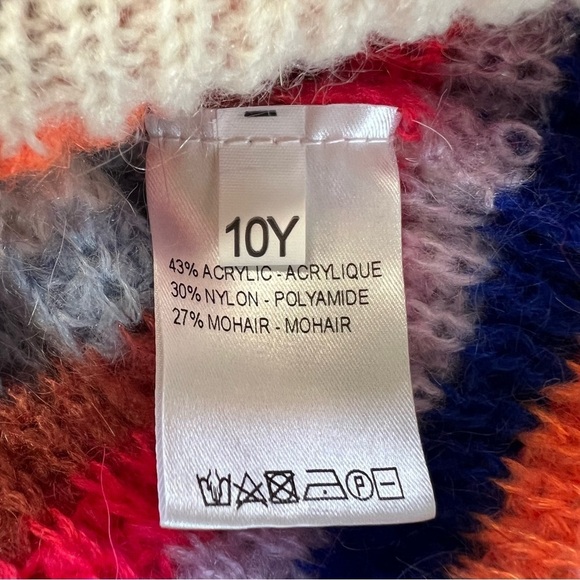 10Y
43% ACRYLIC - ACRYLIQUE
30% NYLON - POLYAMIDE
27% MOHAIR - MOHAIR
P